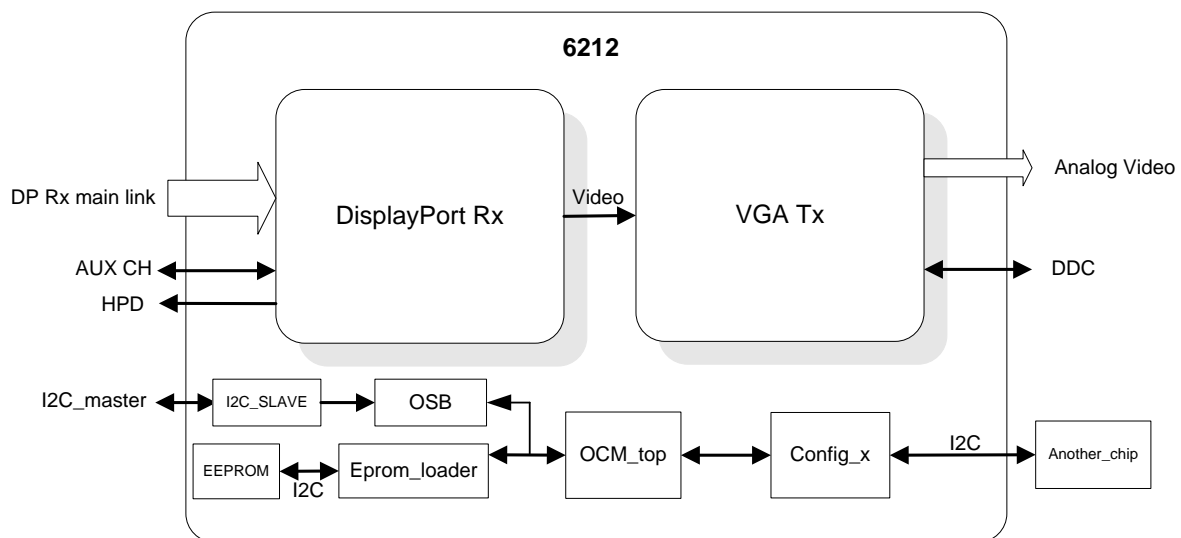 6212
DP Rx main link
DisplayPort Rx
Video
VGA Tx
Analog Video
AUX CH
DDC
HPD
I2C_master
I2C_SLAVE
OSB
EEPROM
I2C
Eprom_loader
OCM_top
Config_x
I2C
Another_chip